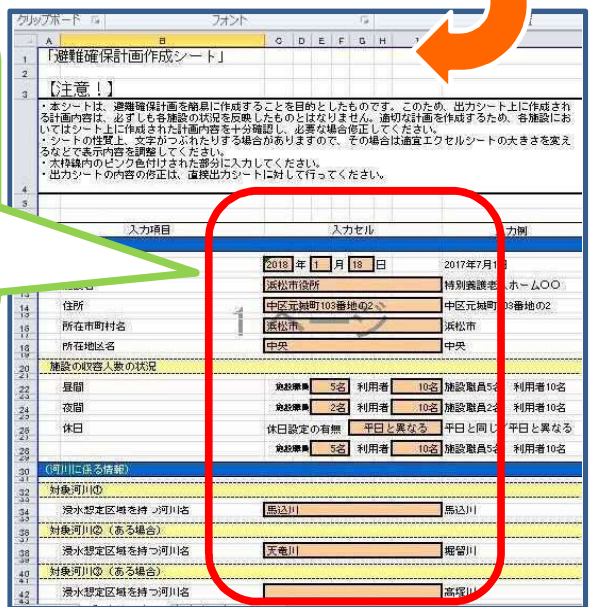 クリップボード フォント
A B C D E F G H
1 「避難確保計画作成シート」
2
3 【注意！】
・本シートは、避難確保計画を簡易に作成することを目的としたものです。このため、出力シート上に作成され
る計画内容は、必ずしも各施設の状況を反映したものとはなりません。適切な計画を作成するため、各施設にお
いてはシート上に作成された計画内容を十分確認し、必要な場合修正してください。
・シートの性質上、文字がつぶれたりする場合がありますので、その場合は適宜エクセルシートの大きさを変え
るなどで表示内容を調整してください。
・太枠線内のピンク色付けされた部分に入力してください。
・出力シートの内容の修正は、直接出力シートに対して行ってください。
4
入力項目 入力セル 力例
2018 年 1 月 18 日 2017年7月1
浜松市役所 特別養護老 ホーム〇〇
14 住所 中区元城町103番地の2 中区元城町 03番地の2
16 所在市町村名 浜松市 浜松市
18 所在地区名 中央 中央
1 ページ
20 施設の収容人数の状況
22 昼間 施設職員 5名 利用者 10名 施設職員5名 利用者10名
24 夜間 施設職員 2名 利用者 10名 施設職員2名 利用者10名
26 休日 休日設定の有無 平日と異なる 平日と同じ/平日と異なる
28 施設職員 5名 利用者 10名 施設職員5名 利用者10名
30 (河川に係る情報)
32 対象河川①
34 浸水想定区域を持つ河川名 馬込川 馬込川
対象河川② (ある場合)
38 浸水想定区域を持つ河川名 天竜川 堀留川
40 対象河川③ (ある場合)
42 浸水想定区域を持つ河川名 高塚川